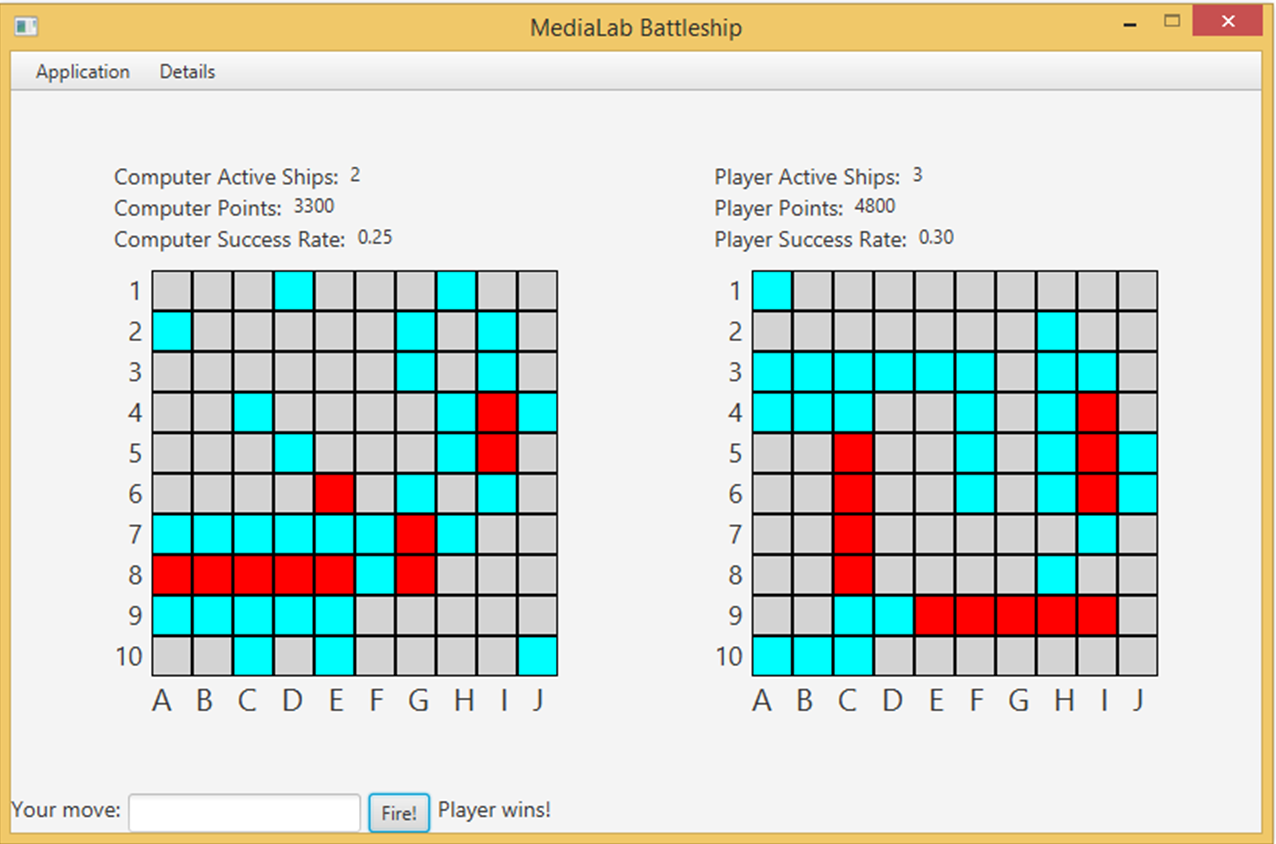 MediaLab Battleship
Application Details
Computer Active Ships: 2
Computer Points: 3300
Computer Success Rate: 0.25
1
2
3
4
5
6
7
8
9
10
A B C D E F G H I J
Player Active Ships: 3
Player Points: 4800
Player Success Rate: 0.30
1
2
3
4
5
6
7
8
9
10
A B C D E F G H I J
Your move: Fire! Player wins!